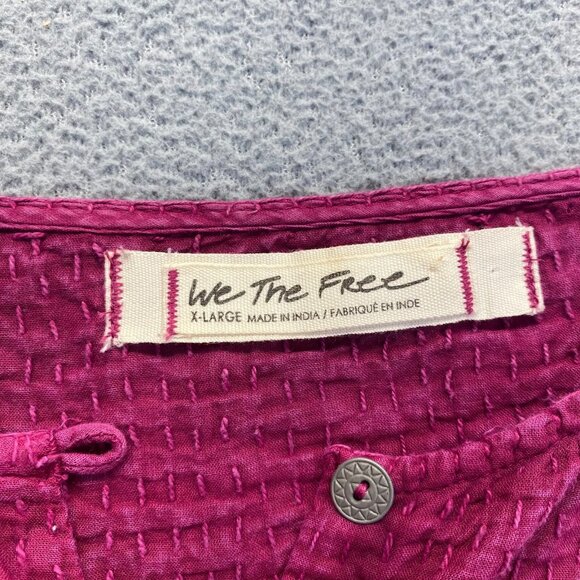 We The Free
X-LARGE MADE IN INDIA / FABRIQUÉ EN INDE